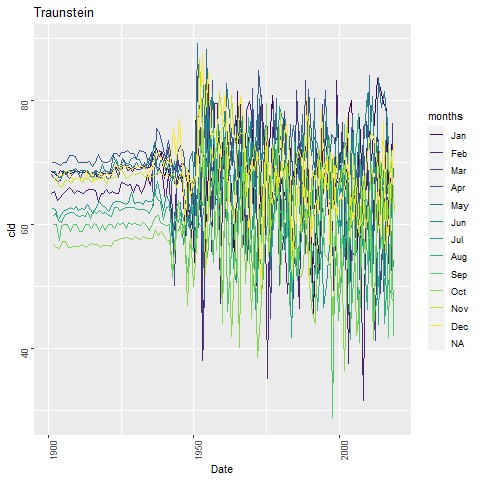 Traunstein
80
60
40
cld
1900
1950
2000
Date
months
Jan
Feb
Mar
Apr
May
Jun
Jul
Aug
Sep
Oct
Nov
Dec
NA